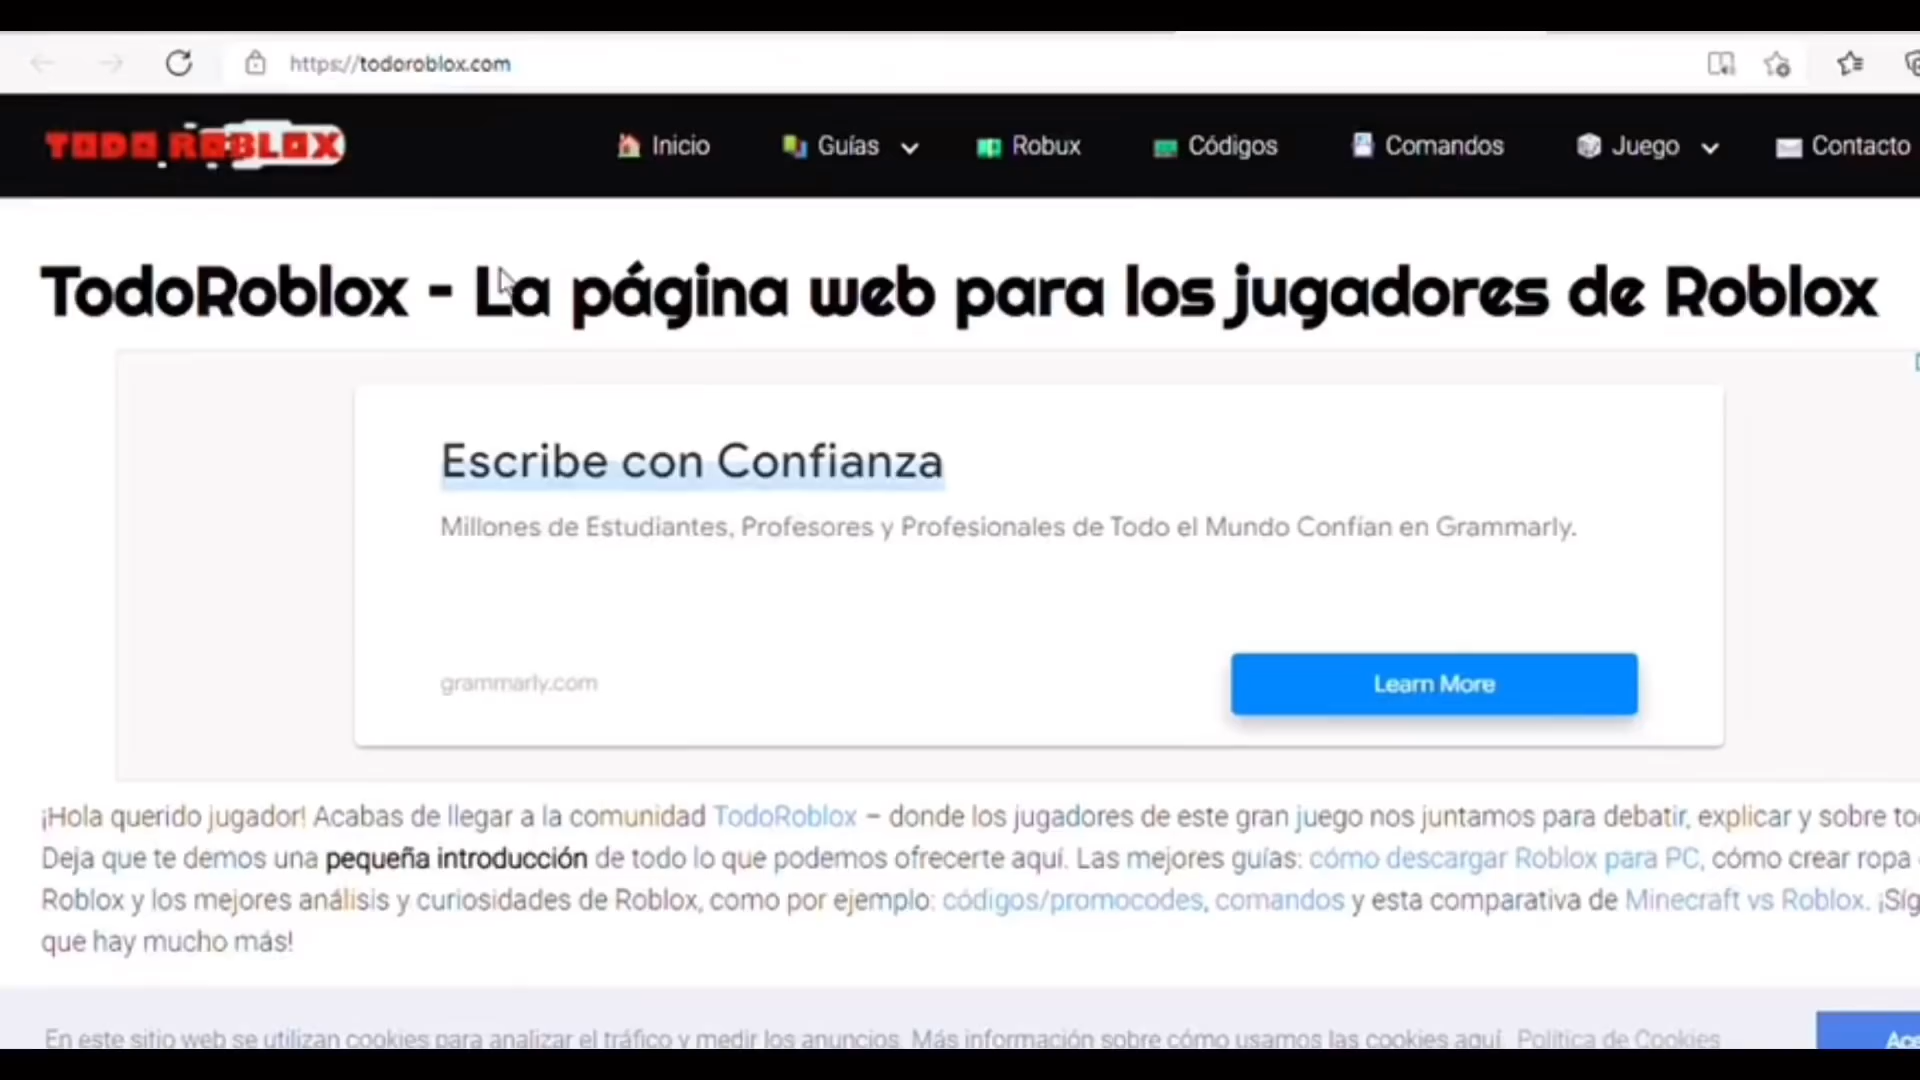 https://todoroblox.com
TODO ROBLOX Inicio Guías Robux Códigos Comandos Juego Contacto
TodoRoblox - La página web para los jugadores de Roblox
Escribe con Confianza
Millones de Estudiantes, Profesores y Profesionales de Todo el Mundo Confían en Grammarly.
grammarly.com Learn More
¡Hola querido jugador! Acabas de llegar a la comunidad TodoRoblox – donde los jugadores de este gran juego nos juntamos para debatir, explicar y sobre
Deja que te demos una pequeña introducción de todo lo que podemos ofrecerte aquí. Las mejores guías: cómo descargar Roblox para PC, cómo crear ropa
Roblox y los mejores análisis y curiosidades de Roblox, como por ejemplo: códigos/promocodes, comandos y esta comparativa de Minecraft vs Roblox.
que hay mucho más!
En este sitio web se utilizan cookies para analizar el tráfico y medir los anuncios. Más información sobre cómo usamos las cookies aquí. Política de Cookies